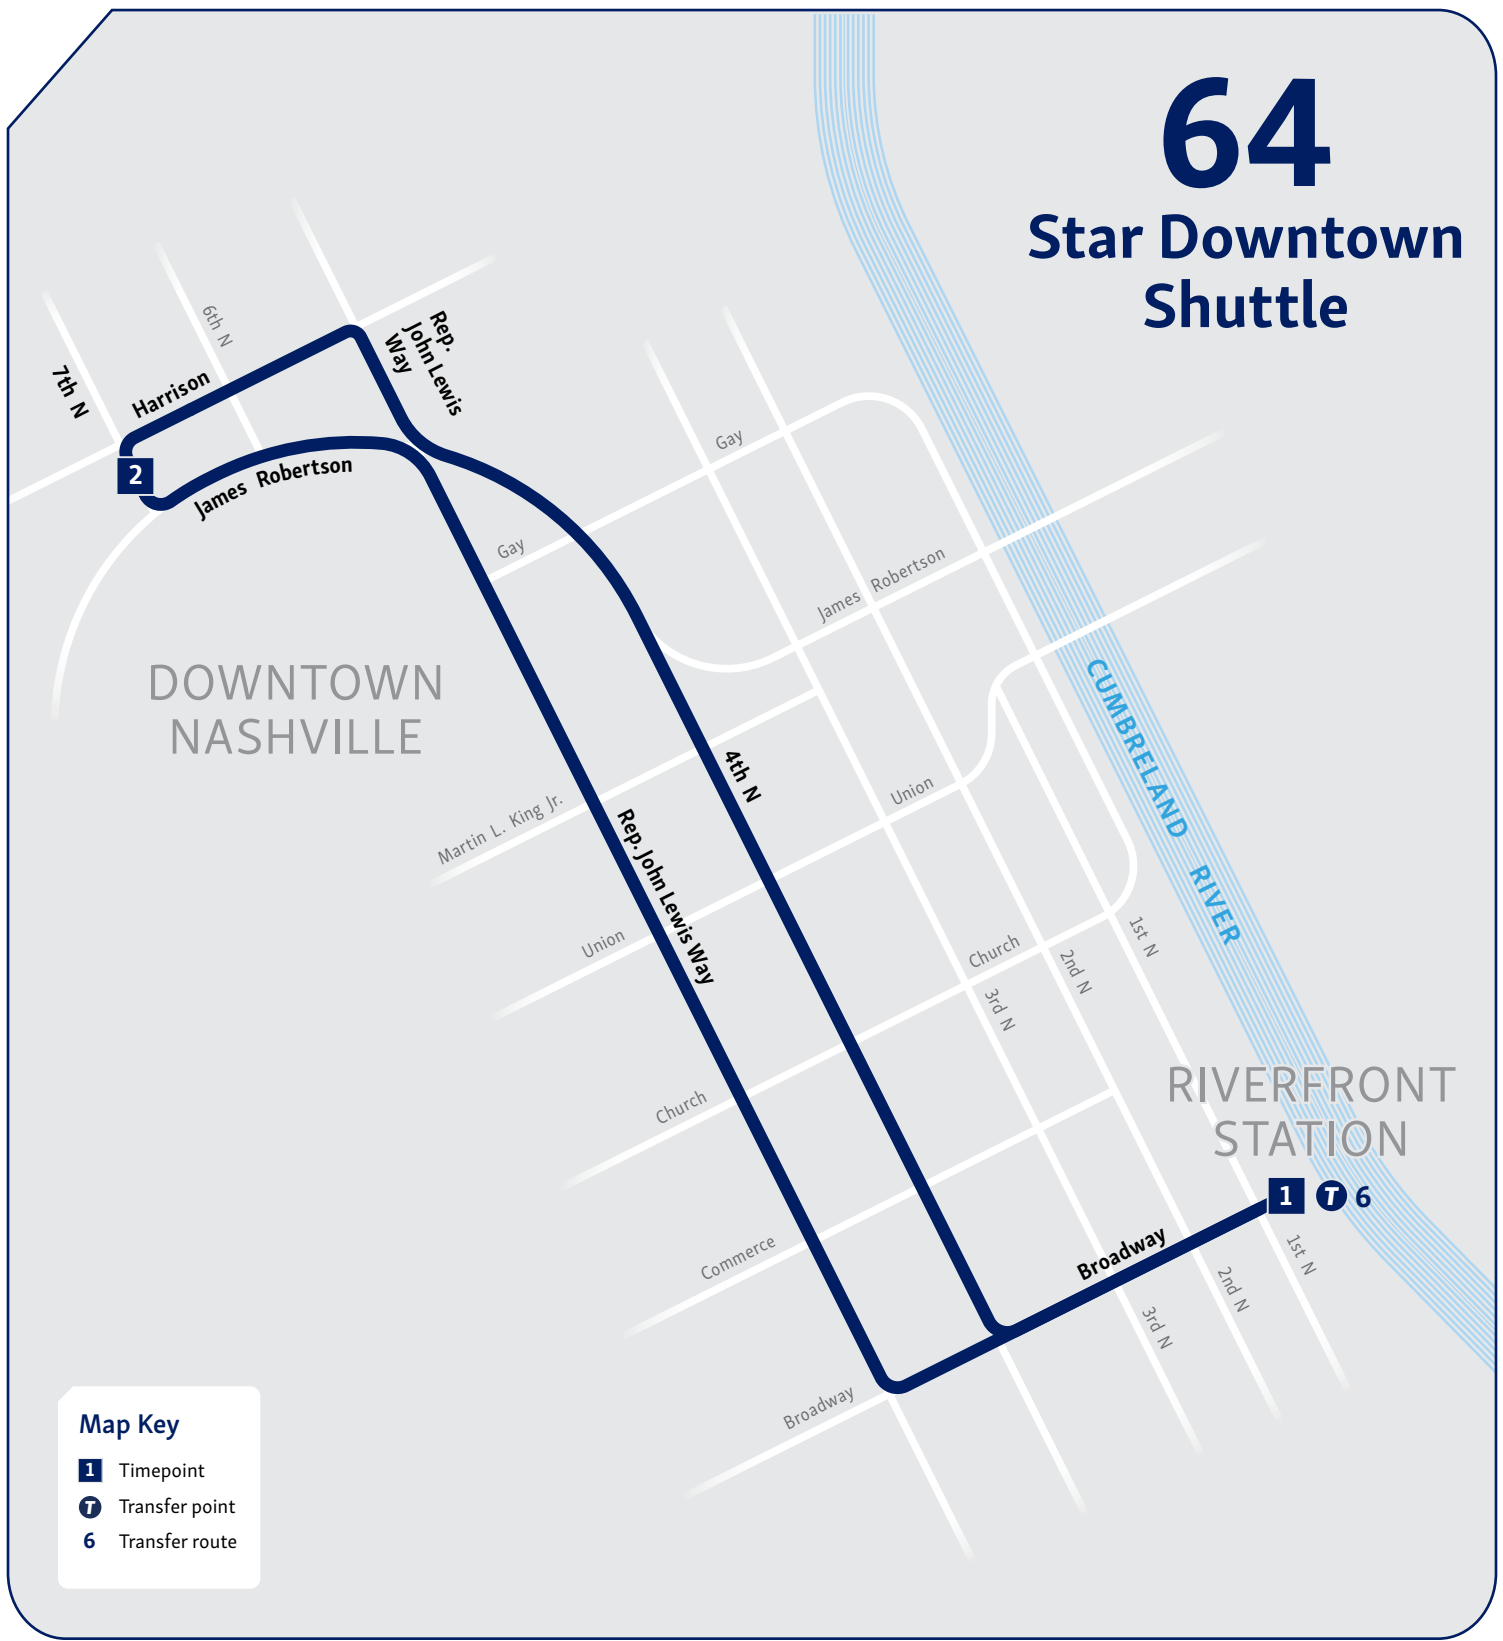 64
Star Downtown
Shuttle
6th N
7th N
Harrison
Rep.
John Lewis
Way
2
James Robertson
Gay
Gay
James Robertson
DOWNTOWN
NASHVILLE
CUMBRELAND RIVER
4th N
Martin L. King Jr.
Union
Rep. John Lewis Way
Union
Church
1st N
2nd N
3rd N
Church
RIVERFRONT
STATION
1 T 6
Broadway
Commerce
1st N
2nd N
3rd N
Broadway
Map Key
1 Timepoint
T Transfer point
6 Transfer route